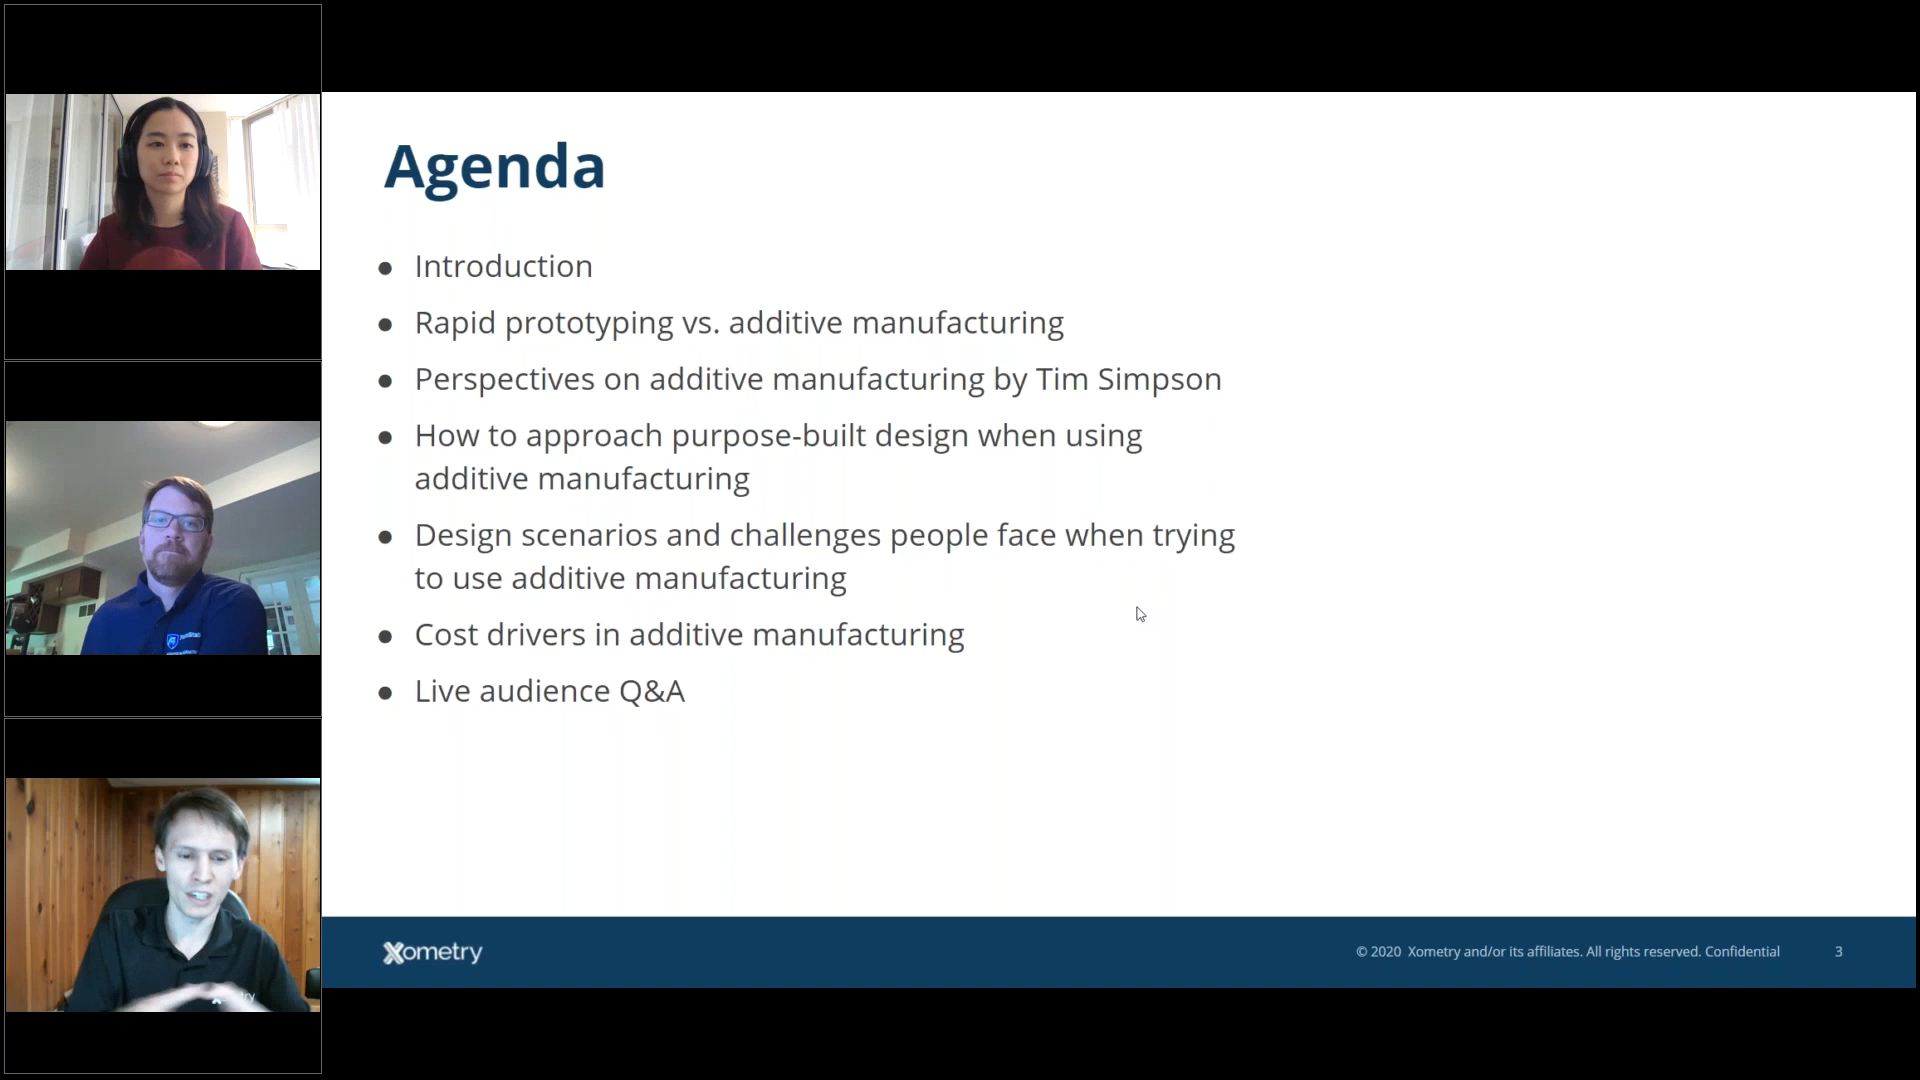 Agenda
● Introduction
● Rapid prototyping vs. additive manufacturing
● Perspectives on additive manufacturing by Tim Simpson
● How to approach purpose-built design when using
additive manufacturing
● Design scenarios and challenges people face when trying
to use additive manufacturing
● Cost drivers in additive manufacturing
● Live audience Q&A
Xometry
© 2020 Xometry and/or its affiliates. All rights reserved. Confidential
3